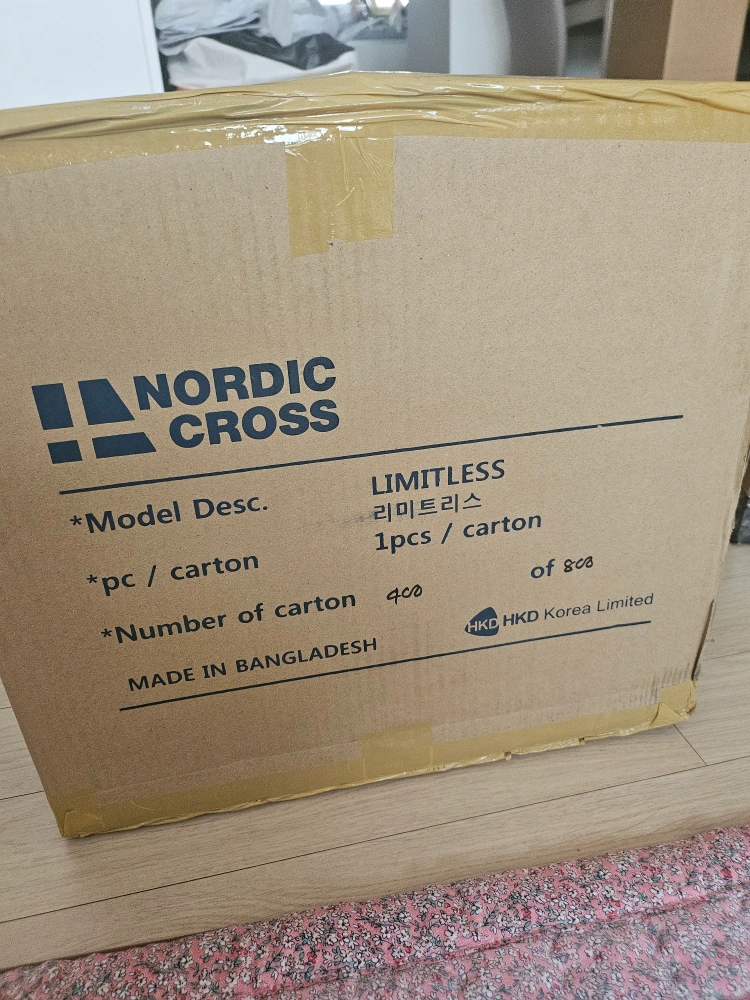 NORDIC
CROSS
*Model Desc. LIMITLESS
리미트리스
*pc / carton 1pcs / carton
*Number of carton 400 of 800
MADE IN BANGLADESH
HKD HKD Korea Limited